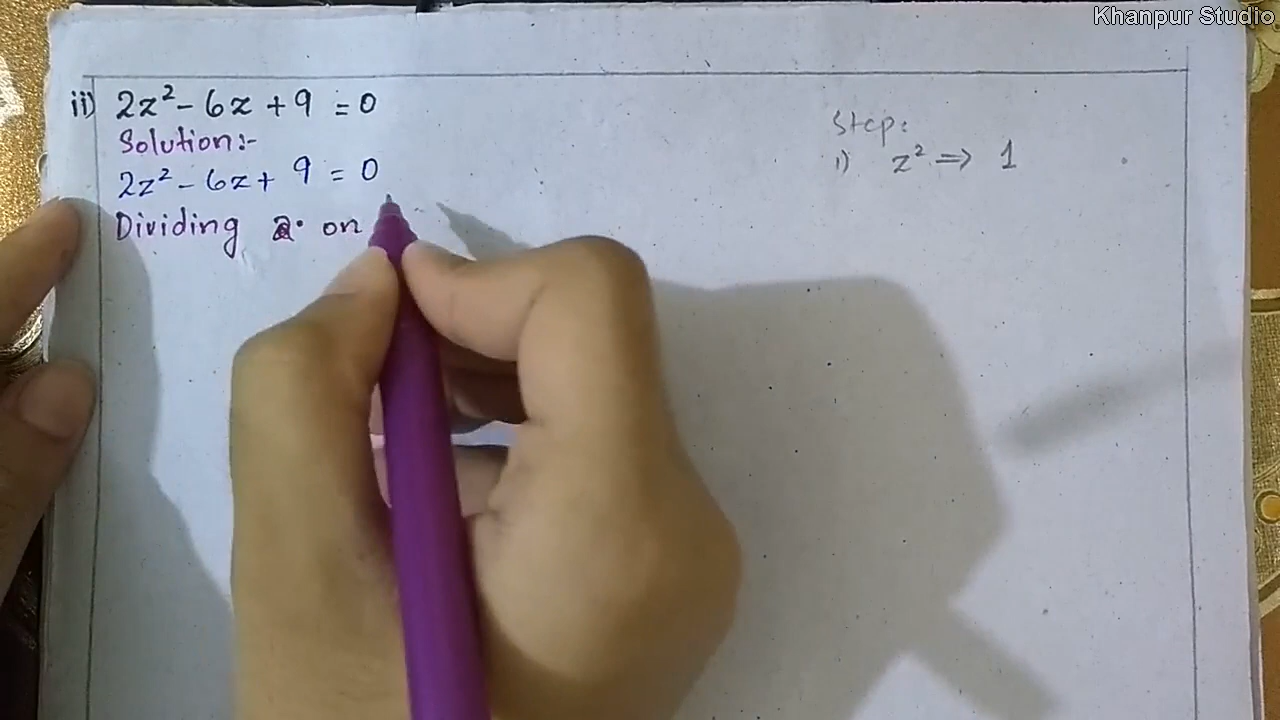 Khanpur Studio
ii) 2z² - 6z + 9 = 0
Solution:-
2z² - 6z + 9 = 0
Dividing 2 on
Step:
1) z² => 1